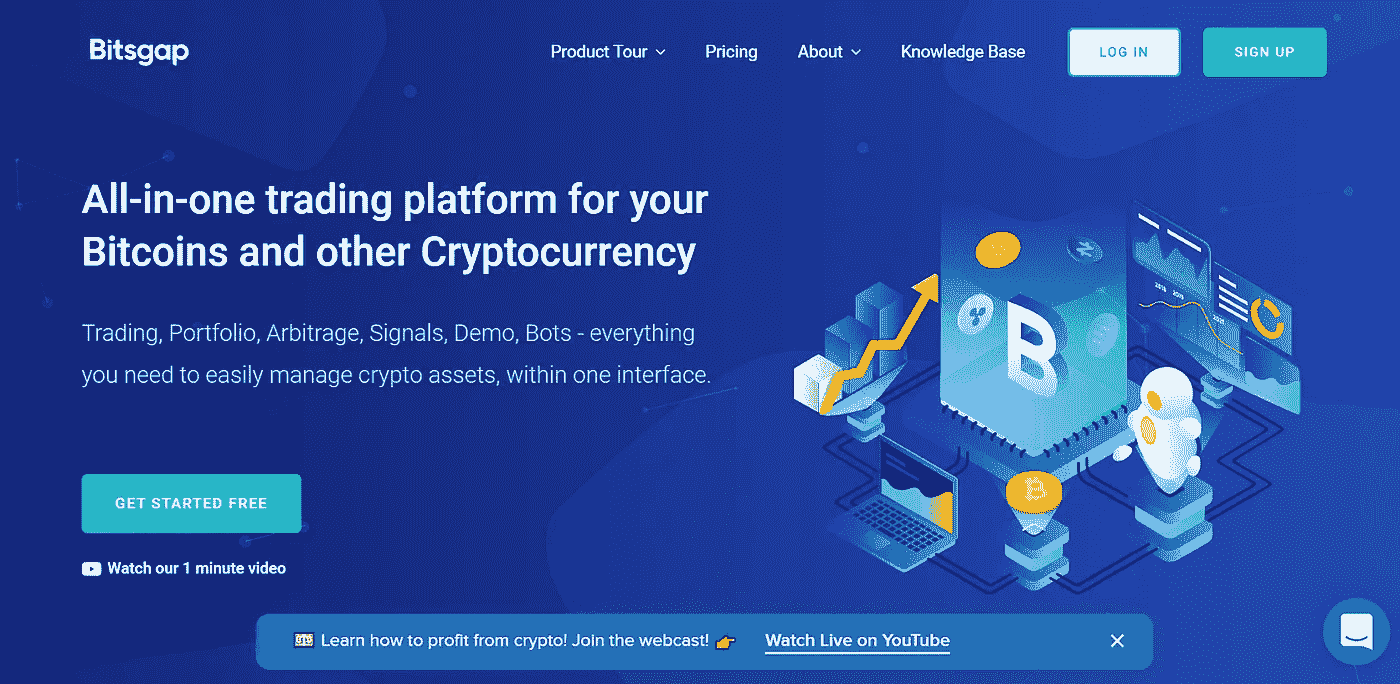 Bitsgap
Product Tour
Pricing
About
Knowledge Base
LOG IN
SIGN UP
All-in-one trading platform for your
Bitcoins and other Cryptocurrency
Trading, Portfolio, Arbitrage, Signals, Demo, Bots - everything
you need to easily manage crypto assets, within one interface.
GET STARTED FREE
Watch our 1 minute video
Learn how to profit from crypto! Join the webcast! 👉 Watch Live on YouTube